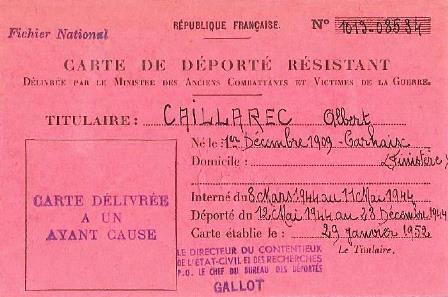 RÉPUBLIQUE FRANÇAISE.
Nº 1013-08534
Fichier National
CARTE DE DÉPORTÉ RÉSISTANT
DÉLIVRÉE PAR LE MINISTRE DES ANCIENS COMBATTANTS ET VICTIMES DE LA GUERRE.
TITULAIRE : CAILLAREC Albert
Né le : 1er Décembre 1909 - Carhaix
Domicile : Finistère
Interné du 8 Mars 1944 au 11 Mai 1944
Déporté du 12 Mai 1944 au 28 Décembre 1944
Carte établie le : 29 janvier 1952
Le Titulaire.
CARTE DÉLIVRÉE
A UN
AYANT CAUSE
LE DIRECTEUR DU CONTENTIEUX
DE L'ÉTAT-CIVIL ET DES RECHERCHES
P.O. LE CHEF DU BUREAU DES DÉPORTÉS
GALLOT